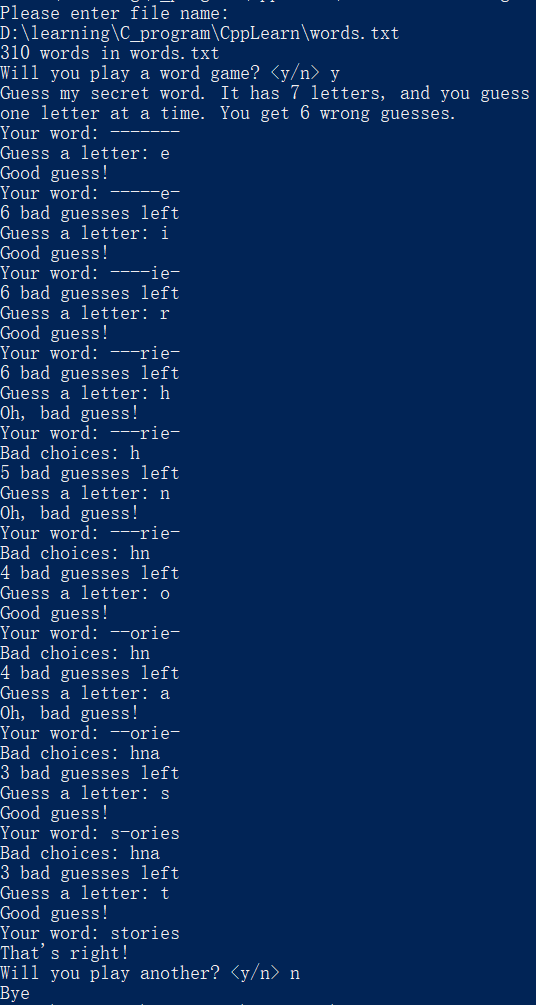 Please enter file name:
D:\learning\C_program\CppLearn\words.txt
310 words in words.txt
Will you play a word game? <y/n> y
Guess my secret word. It has 7 letters, and you guess
one letter at a time. You get 6 wrong guesses.
Your word: -------
Guess a letter: e
Good guess!
Your word: -----e-
6 bad guesses left
Guess a letter: i
Good guess!
Your word: ----ie-
6 bad guesses left
Guess a letter: r
Good guess!
Your word: ---rie-
6 bad guesses left
Guess a letter: h
Oh, bad guess!
Your word: ---rie-
Bad choices: h
5 bad guesses left
Guess a letter: n
Oh, bad guess!
Your word: ---rie-
Bad choices: hn
4 bad guesses left
Guess a letter: o
Good guess!
Your word: --orie-
Bad choices: hn
4 bad guesses left
Guess a letter: a
Oh, bad guess!
Your word: --orie-
Bad choices: hna
3 bad guesses left
Guess a letter: s
Good guess!
Your word: s-ories
Bad choices: hna
3 bad guesses left
Guess a letter: t
Good guess!
Your word: stories
That's right!
Will you play another? <y/n> n
Bye